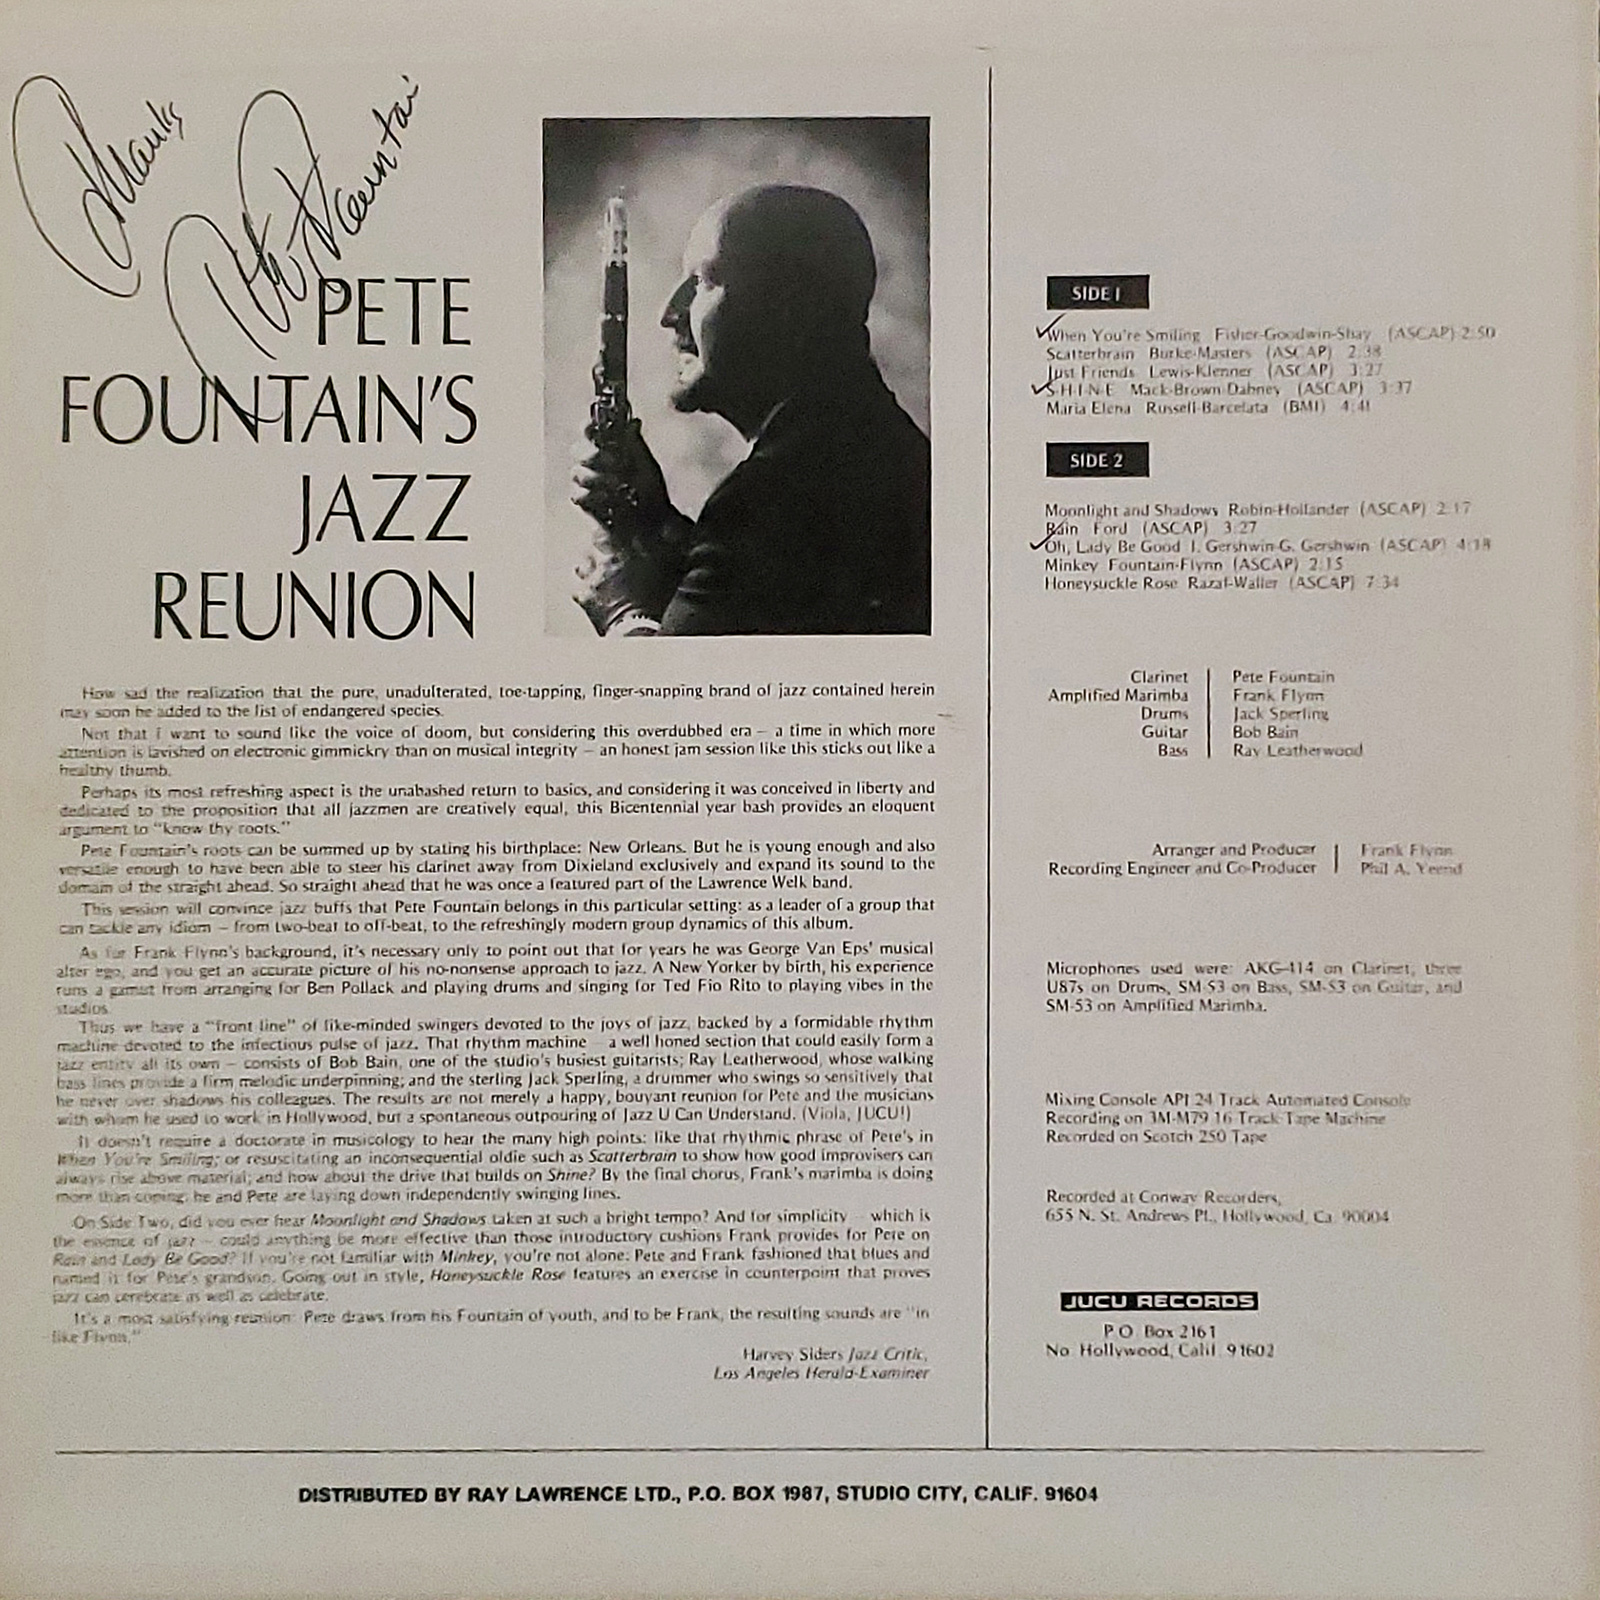 Thanks
Pete Fountain
PETE
FOUNTAIN'S
JAZZ
REUNION
How sad the realization that the pure, unadulterated, toe-tapping, finger-snapping brand of jazz contained herein
may soon be added to the list of endangered species.
Not that I want to sound like the voice of doom, but considering this overdubbed era – a time in which more
attention is lavished on electronic gimmickry than on musical integrity – an honest jam session like this sticks out like a
healthy thumb.
Perhaps its most refreshing aspect is the unabashed return to basics, and considering it was conceived in liberty and
dedicated to the proposition that all jazzmen are creatively equal, this Bicentennial year bash provides an eloquent
argument to "know thy roots."
Pete Fountain's roots can be summed up by stating his birthplace: New Orleans. But he is young enough and also
versatile enough to have been able to steer his clarinet away from Dixieland exclusively and expand its sound to the
domain of the straight ahead. So straight ahead that he was once a featured part of the Lawrence Welk band.
This session will convince jazz buffs that Pete Fountain belongs in this particular setting: as a leader of a group that
can tackle any idiom – from two-beat to off-beat, to the refreshingly modern group dynamics of this album.
As for Frank Flynn's background, it's necessary only to point out that for years he was George Van Eps' musical
alter ego, and you get an accurate picture of his no-nonsense approach to jazz. A New Yorker by birth, his experience
runs a gamut from arranging for Ben Pollack and playing drums and singing for Ted Fio Rito to playing vibes in the
studios.
Thus we have a "front line" of like-minded swingers devoted to the joys of jazz, backed by a formidable rhythm
machine devoted to the infectious pulse of jazz. That rhythm machine – a well honed section that could easily form a
jazz entity all its own – consists of Bob Bain, one of the studio's busiest guitarists; Ray Leatherwood, whose walking
bass lines provide a firm melodic underpinning; and the sterling Jack Sperling, a drummer who swings so sensitively that
he never over shadows his colleagues. The results are not merely a happy, bouyant reunion for Pete and the musicians
with whom he used to work in Hollywood, but a spontaneous outpouring of Jazz U Can Understand. (Viola, JUCU!)
It doesn't require a doctorate in musicology to hear the many high points: like that rhythmic phrase of Pete's in
When You're Smiling; or resuscitating an inconsequential oldie such as Scatterbrain to show how good improvisers can
always rise above material; and how about the drive that builds on Shine? By the final chorus, Frank's marimba is doing
more than coping; he and Pete are laying down independently swinging lines.
On Side Two, did you ever hear Moonlight and Shadows taken at such a bright tempo? And for simplicity – which is
the essence of jazz – could anything be more effective than those introductory cushions Frank provides for Pete on
Rain and Lady Be Good? If you're not familiar with Minkey, you're not alone: Pete and Frank fashioned that blues and
named it for Pete's grandson. Going out in style, Honeysuckle Rose features an exercise in counterpoint that proves
jazz can cerebrate as well as celebrate.
It's a most satisfying reunion: Pete draws from his Fountain of youth, and to be Frank, the resulting sounds are "in
like Flynn."
Harvey Siders Jazz Critic,
Los Angeles Herald-Examiner
SIDE 1
When You're Smiling Fisher-Goodwin-Shay (ASCAP) 2:50
Scatterbrain Burke-Masters (ASCAP) 2:38
Just Friends Lewis-Klenner (ASCAP) 3:27
S-H-I-N-E Mack-Brown-Dabney (ASCAP) 3:37
Maria Elena Russell-Barcelata (BMI) 4:41
SIDE 2
Moonlight and Shadows Robin-Hollander (ASCAP) 2:17
Rain Ford (ASCAP) 3:27
Oh, Lady Be Good I. Gershwin-G. Gershwin (ASCAP) 4:18
Minkey Fountain-Flynn (ASCAP) 2:15
Honeysuckle Rose Razaf-Waller (ASCAP) 7:34
Clarinet Pete Fountain
Amplified Marimba Frank Flynn
Drums Jack Sperling
Guitar Bob Bain
Bass Ray Leatherwood
Arranger and Producer Frank Flynn
Recording Engineer and Co-Producer Phil A. Yeend
Microphones used were: AKG-414 on Clarinet, three
U87s on Drums, SM-53 on Bass, SM-53 on Guitar, and
SM-53 on Amplified Marimba.
Mixing Console API 24 Track Automated Console
Recording on 3M-M79 16 Track Tape Machine
Recorded on Scotch 250 Tape
Recorded at Conway Recorders,
655 N. St. Andrews Pl., Hollywood, Ca. 90004
JUCU RECORDS
P.O. Box 2161
No. Hollywood, Calif. 91602
DISTRIBUTED BY RAY LAWRENCE LTD., P.O. BOX 1987, STUDIO CITY, CALIF. 91604